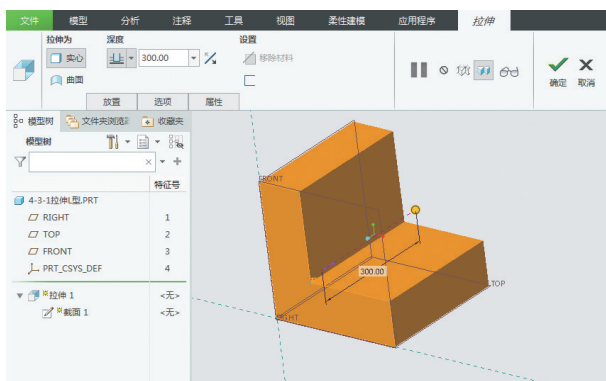 文件 模型 分析 注释 工具 视图 柔性建模 应用程序 拉伸
拉伸为 深度 设置
实心 300.00 移除材料
曲面
确定 取消
放置 选项 属性
模型树 文件夹浏览 收藏夹
模型树
特征号
4-3-1拉伸L型.PRT
RIGHT 1
TOP 2
FRONT 3
PRT_CSYS_DEF 4
拉伸 1 <无>
截面 1 <无>
FRONT
300.00
TOP
RIGHT